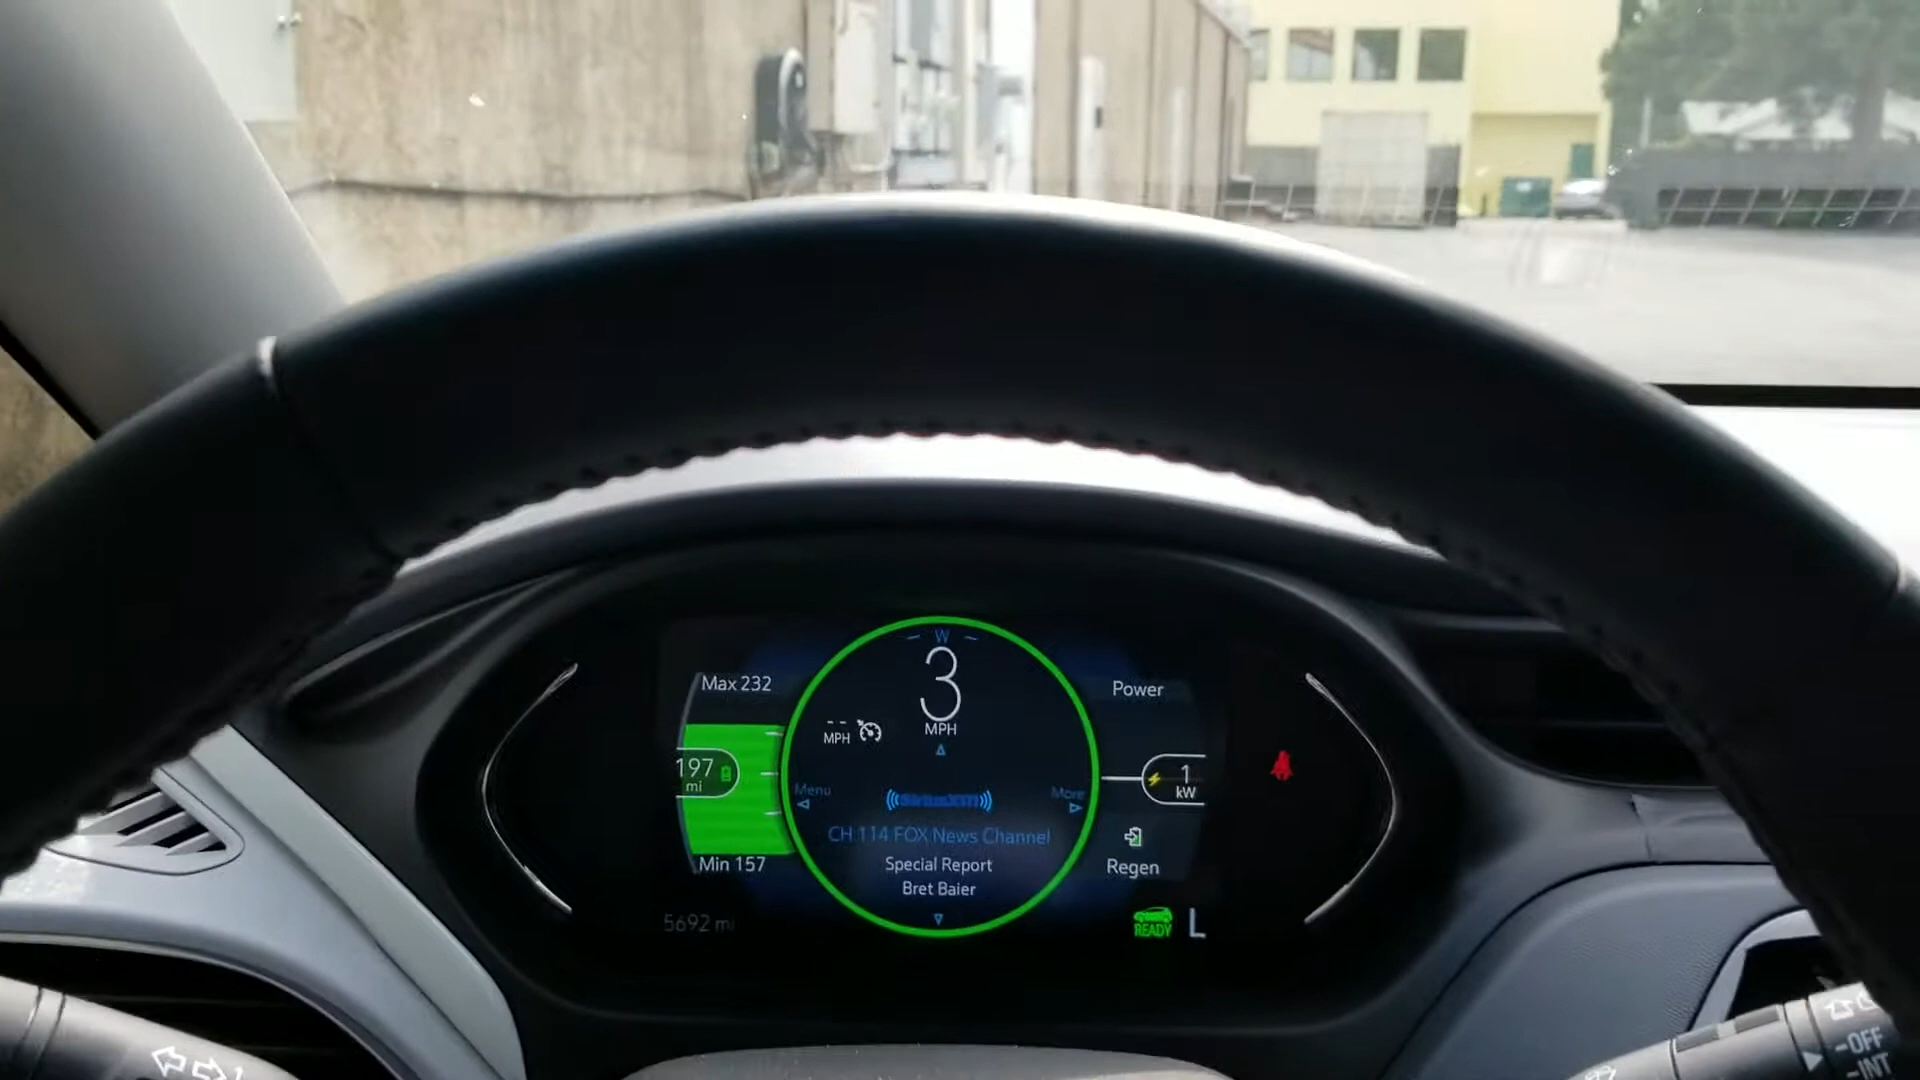 W
3
MPH
-- MPH
Max 232
197
mi
Min 157
5692 mi
Menu
More
SiriusXM
CH 114 FOX News Channel
Special Report
Bret Baier
Power
1
kW
Regen
READY
L
-OFF
-INT